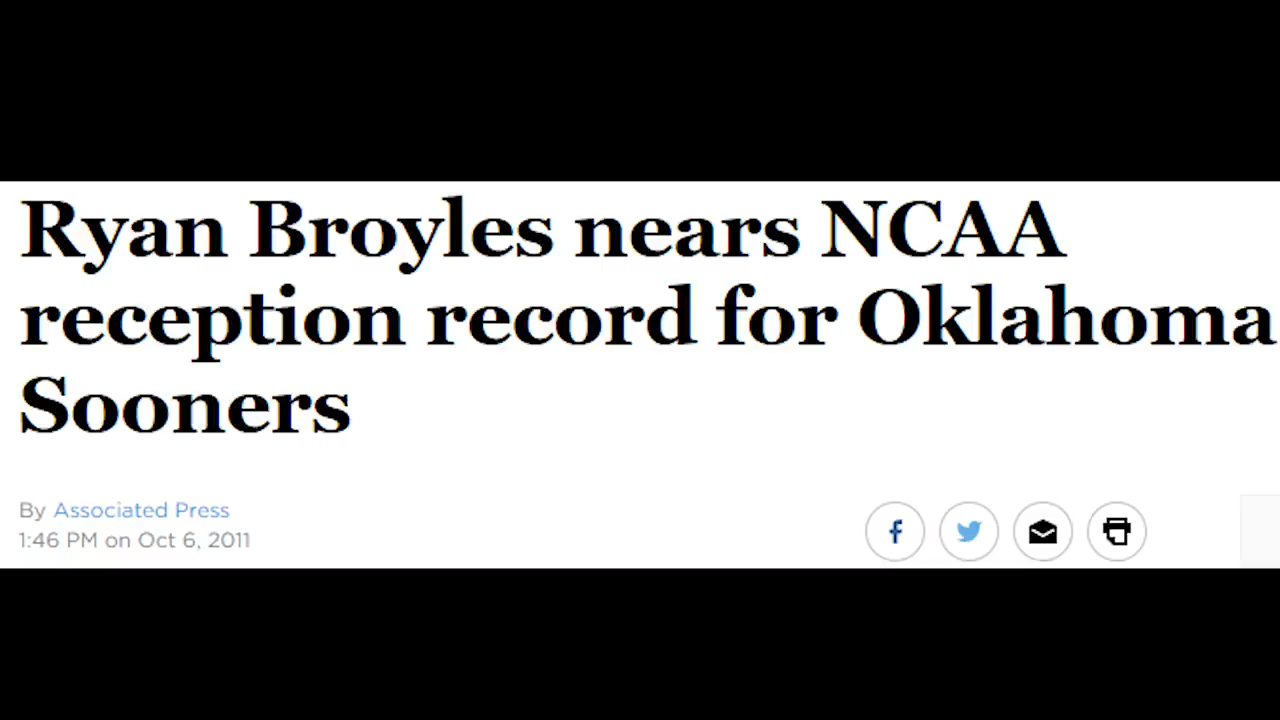 Ryan Broyles nears NCAA
reception record for Oklahoma
Sooners
By Associated Press
1:46 PM on Oct 6, 2011